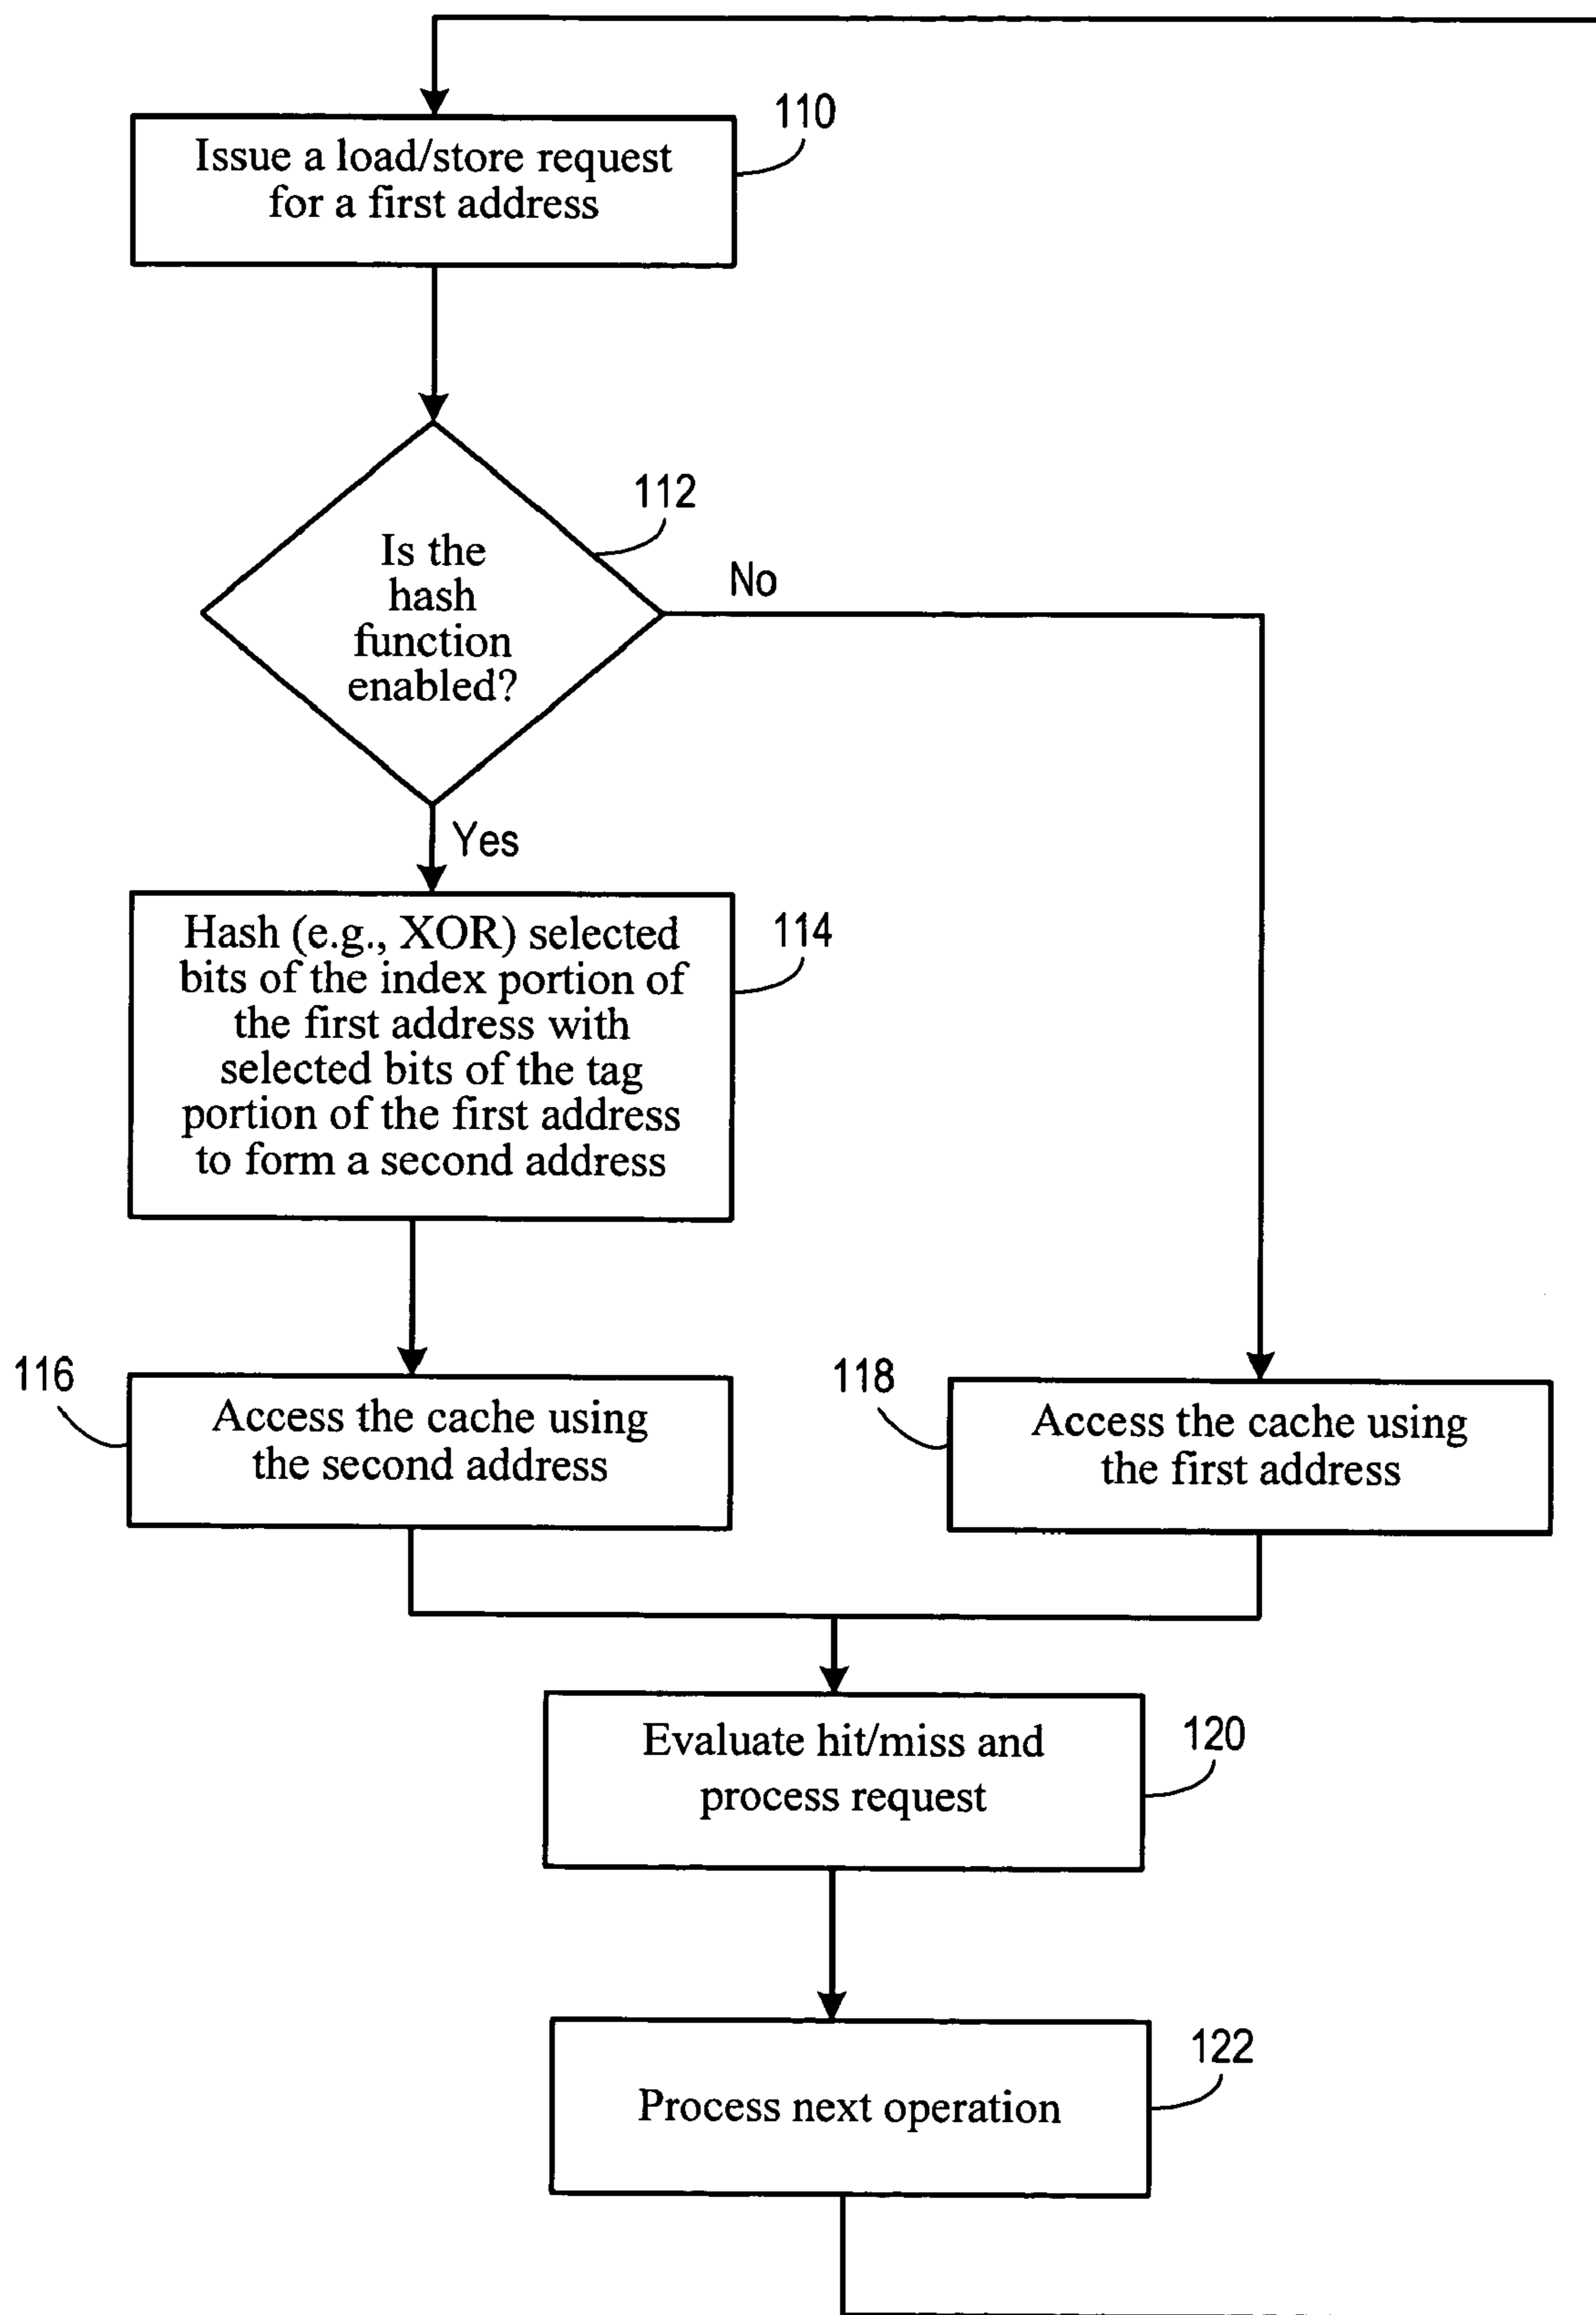 110
Issue a load/store request
for a first address
112
Is the
hash
function
enabled?
No
Yes
114
Hash (e.g., XOR) selected
bits of the index portion of
the first address with
selected bits of the tag
portion of the first address
to form a second address
116
Access the cache using
the second address
118
Access the cache using
the first address
120
Evaluate hit/miss and
process request
122
Process next operation